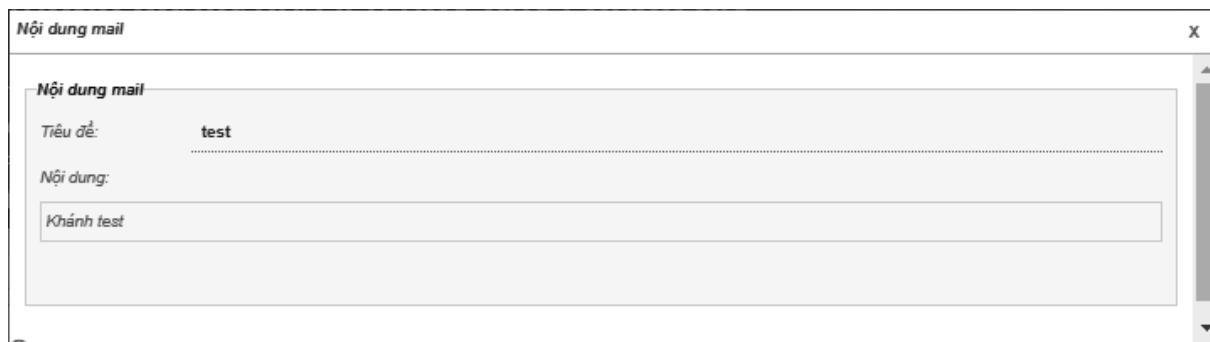 Nội dung mail x
Nội dung mail
Tiêu đề: test
Nội dung:
Khánh test